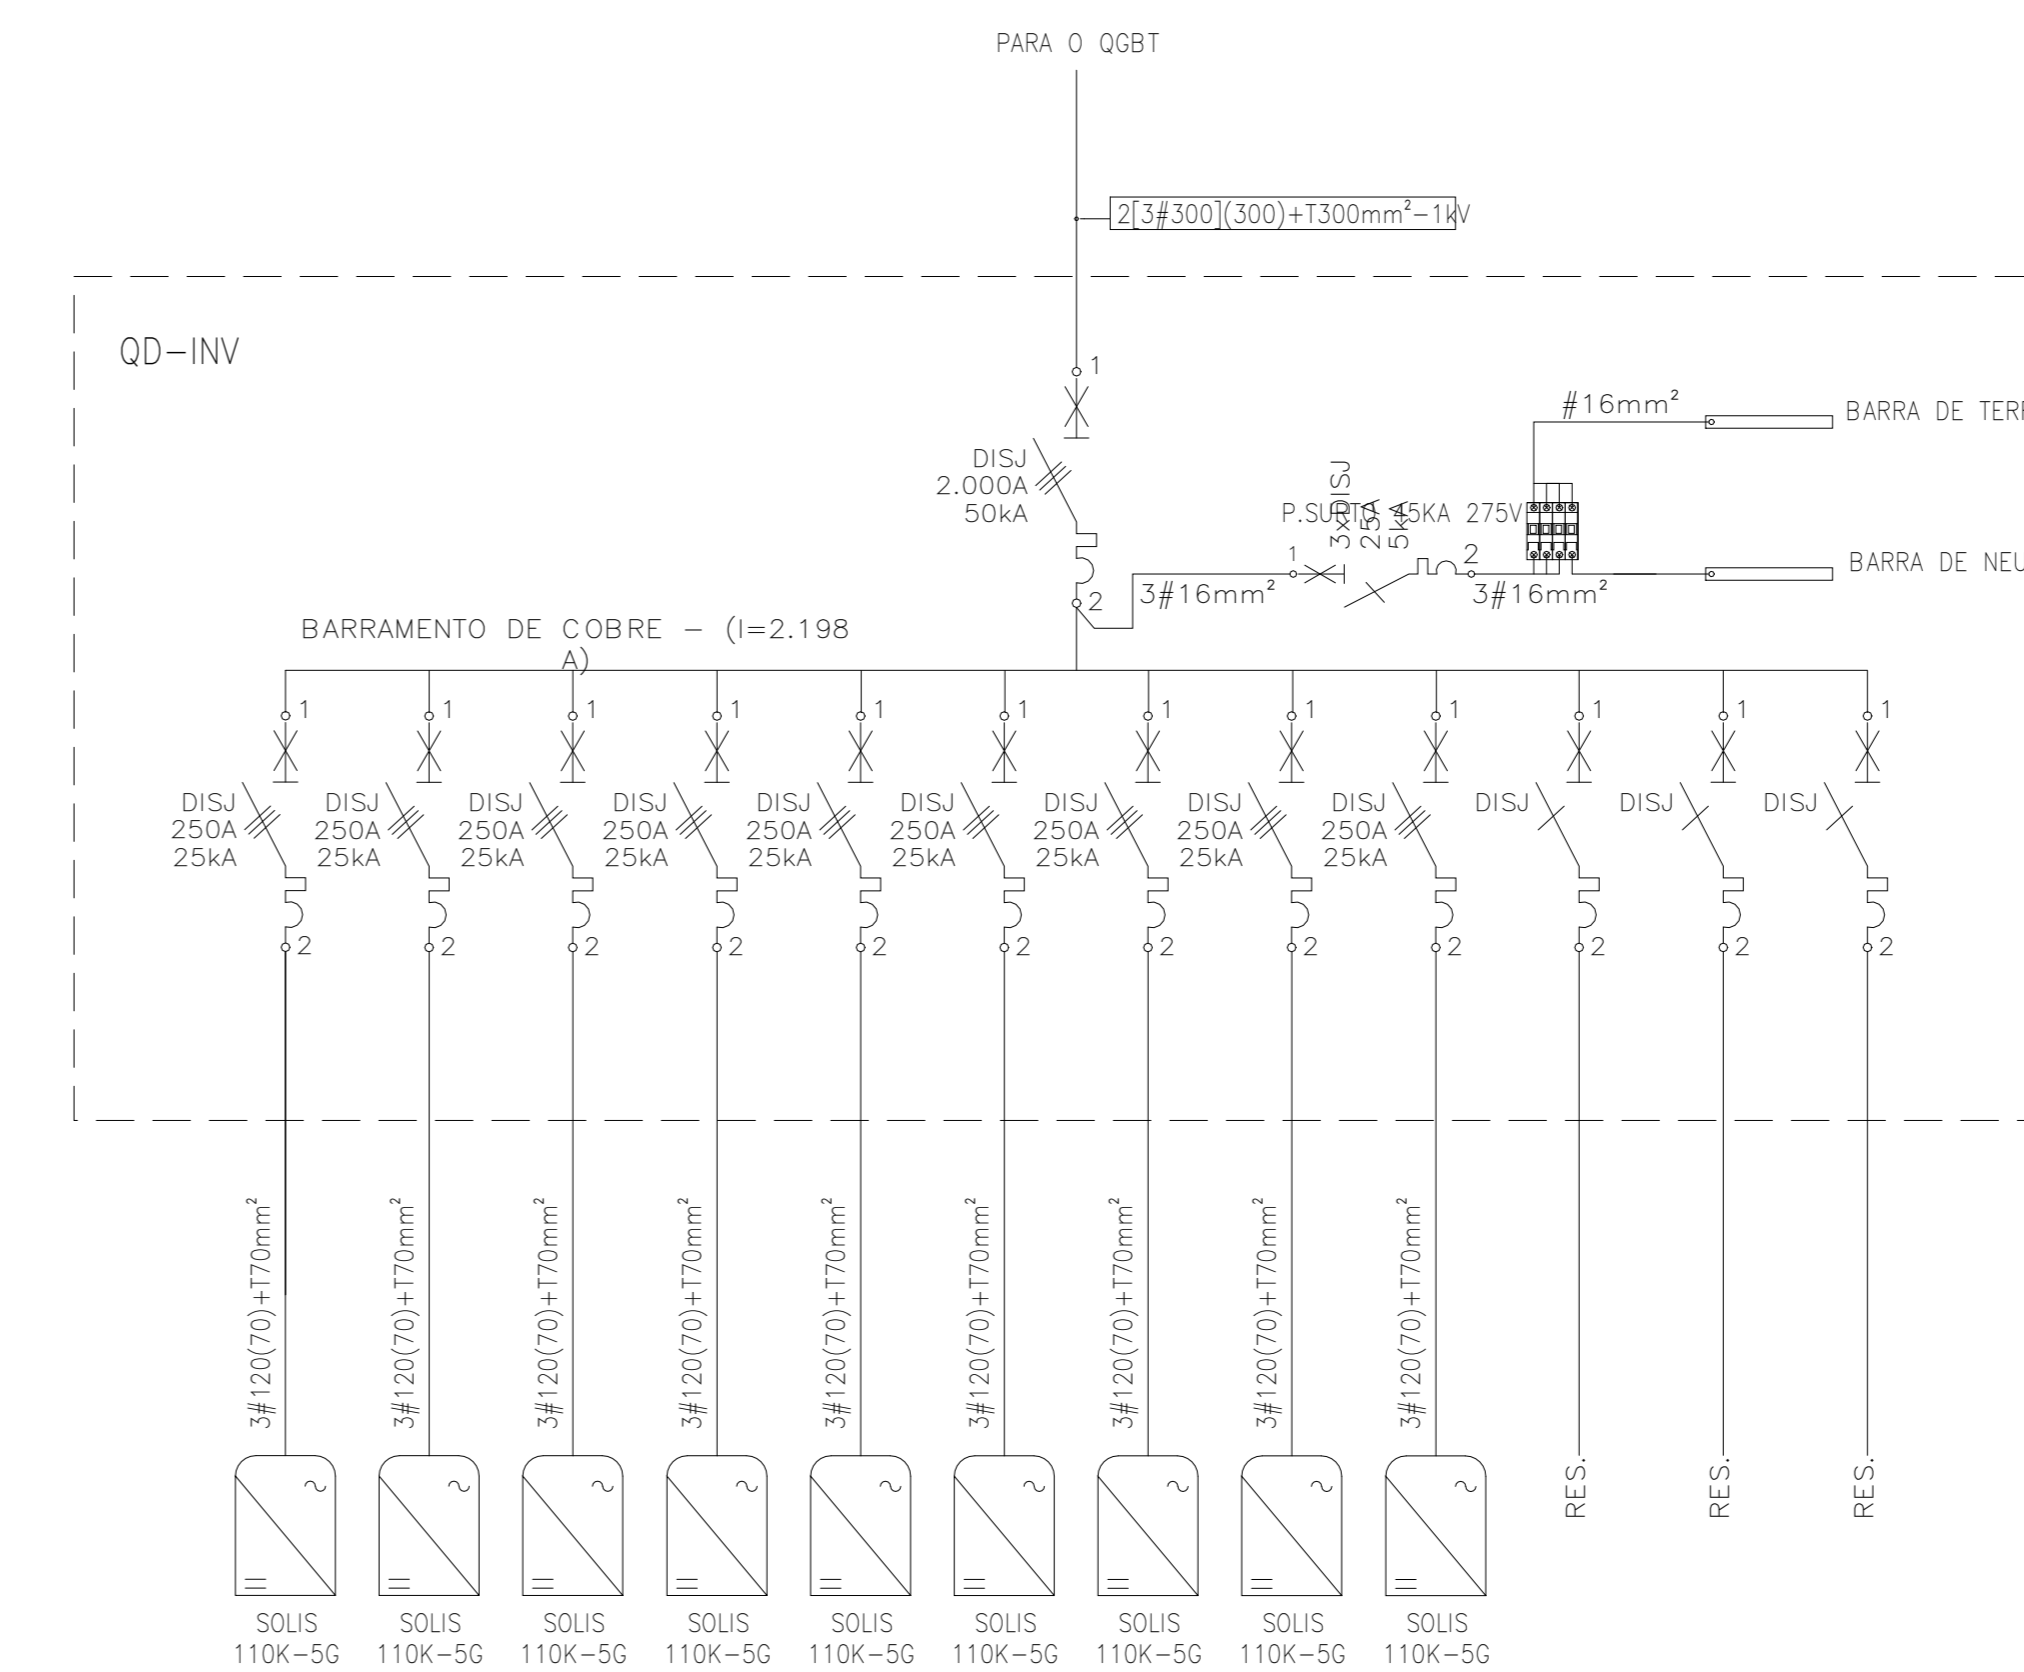 PARA O QGBT
2[3#300](300)+T300mm²-1kV
QD-INV
1
DISJ
2.000A
50kA
2
#16mm²
BARRA DE TERR
P.SURTO 45KA 275V
3xDISJ
25A
5kA
1
2
3#16mm²
3#16mm²
BARRA DE NEU
BARRAMENTO DE COBRE - (I=2.198
A)
1 1 1 1 1 1 1 1 1 1 1 1
DISJ DISJ DISJ DISJ DISJ DISJ DISJ DISJ DISJ DISJ DISJ DISJ
250A 250A 250A 250A 250A 250A 250A 250A 250A
25kA 25kA 25kA 25kA 25kA 25kA 25kA 25kA 25kA
2 2 2 2 2 2 2 2 2 2 2 2
3#120(70)+T70mm²
3#120(70)+T70mm²
3#120(70)+T70mm²
3#120(70)+T70mm²
3#120(70)+T70mm²
3#120(70)+T70mm²
3#120(70)+T70mm²
3#120(70)+T70mm²
3#120(70)+T70mm²
RES.
RES.
RES.
SOLIS SOLIS SOLIS SOLIS SOLIS SOLIS SOLIS SOLIS SOLIS
110K-5G 110K-5G 110K-5G 110K-5G 110K-5G 110K-5G 110K-5G 110K-5G 110K-5G